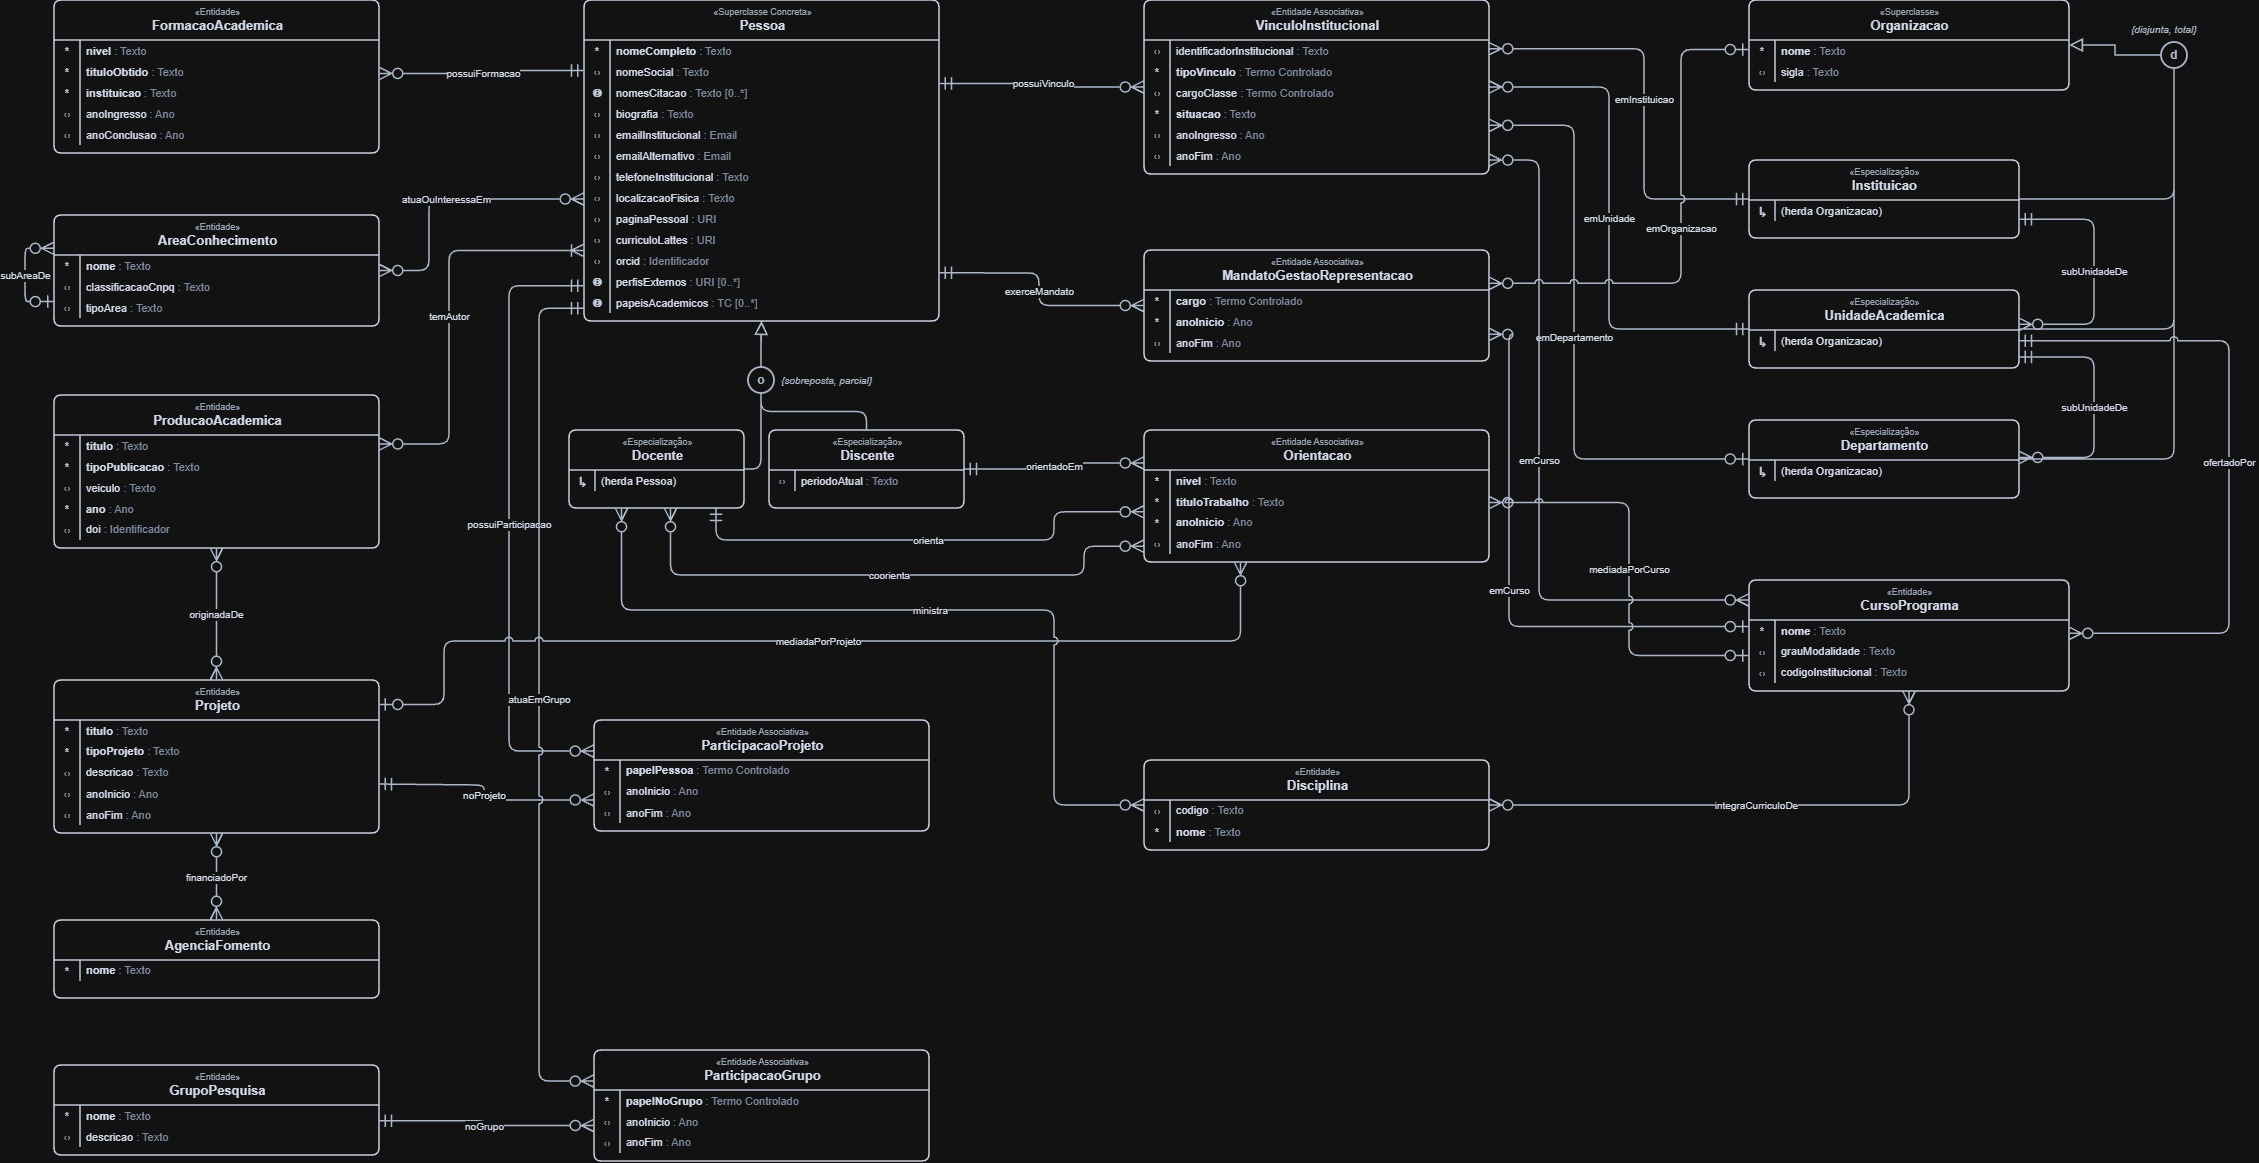 «Entidade»
FormacaoAcademica
* nivel : Texto
* tituloObtido : Texto
* instituicao : Texto
‹› anoIngresso : Ano
‹› anoConclusao : Ano
possuiFormacao
«Superclasse Concreta»
Pessoa
* nomeCompleto : Texto
‹› nomeSocial : Texto
nomesCitacao : Texto [0..*]
‹› biografia : Texto
‹› emailInstitucional : Email
‹› emailAlternativo : Email
‹› telefoneInstitucional : Texto
‹› localizacaoFisica : Texto
‹› paginaPessoal : URI
‹› curriculoLattes : URI
‹› orcid : Identificador
perfisExternos : URI [0..*]
papeisAcademicos : TC [0..*]
possuiVinculo
«Entidade Associativa»
VinculoInstitucional
‹› identificadorInstitucional : Texto
* tipoVinculo : Termo Controlado
‹› cargoClasse : Termo Controlado
* situacao : Texto
‹› anoIngresso : Ano
‹› anoFim : Ano
emInstituicao
«Superclasse»
Organizacao
* nome : Texto
‹› sigla : Texto
{disjunta, total}
d
«Especialização»
Instituicao
↳ (herda Organizacao)
subUnidadeDe
emUnidade
emOrganizacao
atuaOuInteressaEm
«Entidade»
AreaConhecimento
* nome : Texto
‹› classificacaoCnpq : Texto
‹› tipoArea : Texto
subAreaDe
temAutor
exerceMandato
«Entidade Associativa»
MandatoGestaoRepresentacao
* cargo : Termo Controlado
* anoInicio : Ano
‹› anoFim : Ano
emDepartamento
«Especialização»
UnidadeAcademica
↳ (herda Organizacao)
subUnidadeDe
o
{sobreposta, parcial}
«Entidade»
ProducaoAcademica
* titulo : Texto
* tipoPublicacao : Texto
‹› veiculo : Texto
* ano : Ano
‹› doi : Identificador
«Especialização»
Docente
↳ (herda Pessoa)
«Especialização»
Discente
‹› periodoAtual : Texto
orientadoEm
«Entidade Associativa»
Orientacao
* nivel : Texto
* tituloTrabalho : Texto
* anoInicio : Ano
‹› anoFim : Ano
emCurso
«Especialização»
Departamento
↳ (herda Organizacao)
ofertadoPor
possuiParticipacao
orienta
coorienta
ministra
mediadaPorCurso
emCurso
originadaDe
mediadaPorProjeto
«Entidade»
CursoPrograma
* nome : Texto
‹› grauModalidade : Texto
‹› codigoInstitucional : Texto
«Entidade»
Projeto
* titulo : Texto
* tipoProjeto : Texto
‹› descricao : Texto
‹› anoInicio : Ano
‹› anoFim : Ano
atuaEmGrupo
noProjeto
«Entidade Associativa»
ParticipacaoProjeto
* papelPessoa : Termo Controlado
‹› anoInicio : Ano
‹› anoFim : Ano
«Entidade»
Disciplina
‹› codigo : Texto
* nome : Texto
integraCurriculoDe
financiadoPor
«Entidade»
AgenciaFomento
* nome : Texto
«Entidade»
GrupoPesquisa
* nome : Texto
‹› descricao : Texto
noGrupo
«Entidade Associativa»
ParticipacaoGrupo
* papelNoGrupo : Termo Controlado
‹› anoInicio : Ano
‹› anoFim : Ano